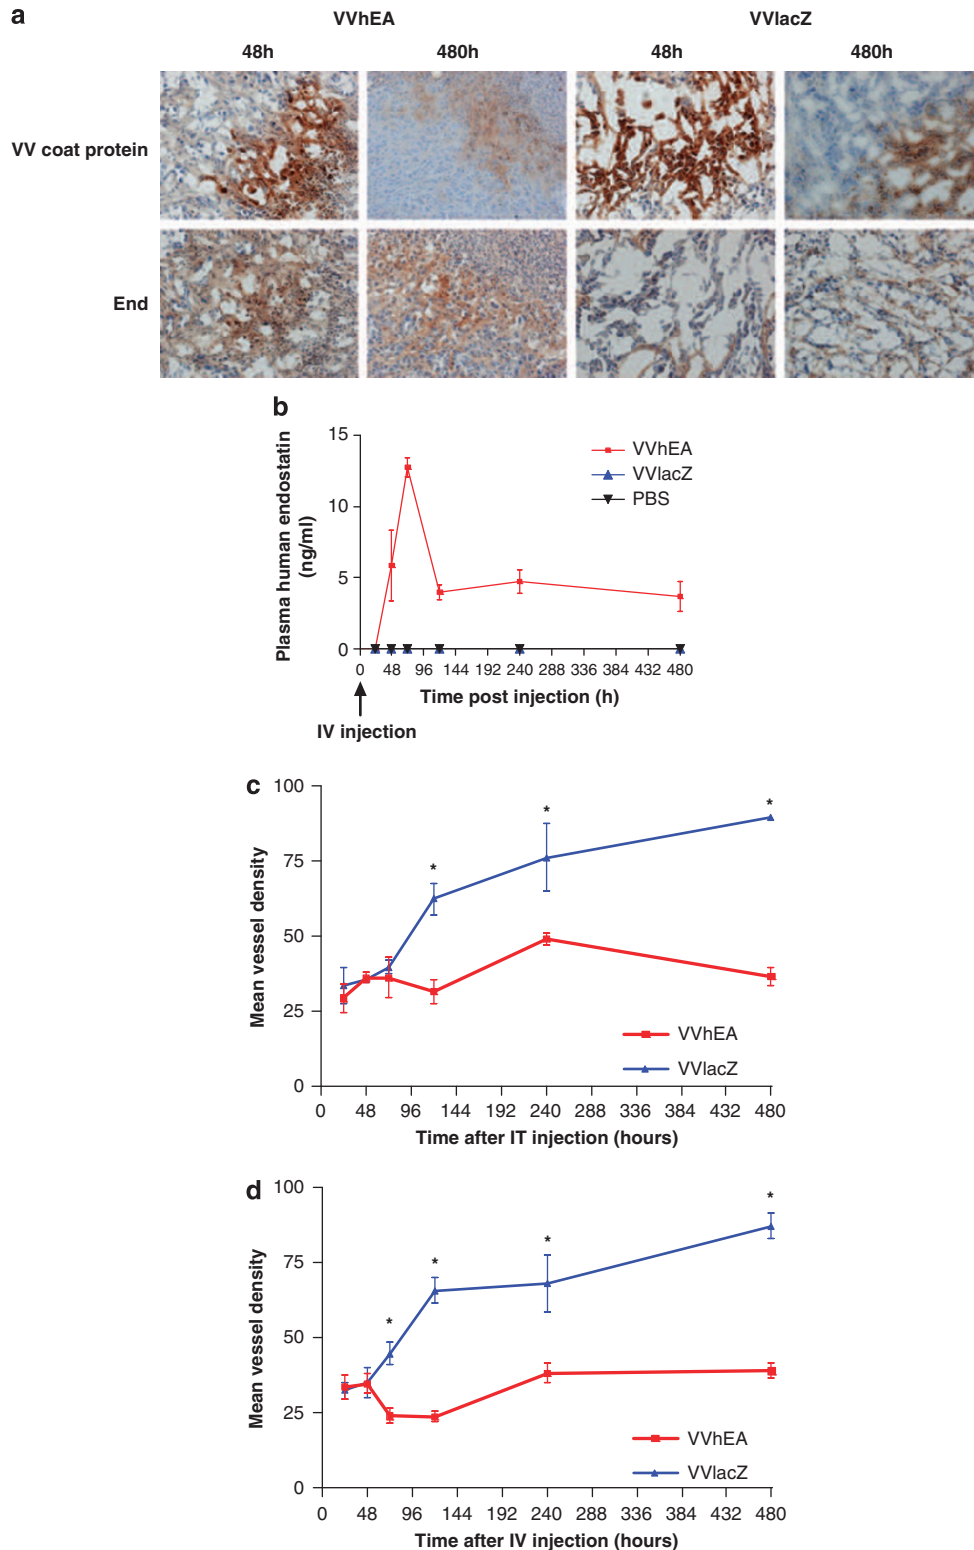 a
VVhEA VVlacZ
48h 480h 48h 480h
VV coat protein
End
b
15
10
5
0
Plasma human endostatin
(ng/ml)
VVhEA
VVlacZ
PBS
0 48 96 144 192 240 288 336 384 432 480
Time post injection (h)
IV injection
c
100
75
50
25
0
Mean vessel density
* * *
VVhEA
VVlacZ
0 48 96 144 192 240 288 336 384 432 480
Time after IT injection (hours)
d
100
75
50
25
0
Mean vessel density
* * * *
VVhEA
VVlacZ
0 48 96 144 192 240 288 336 384 432 480
Time after IV injection (hours)